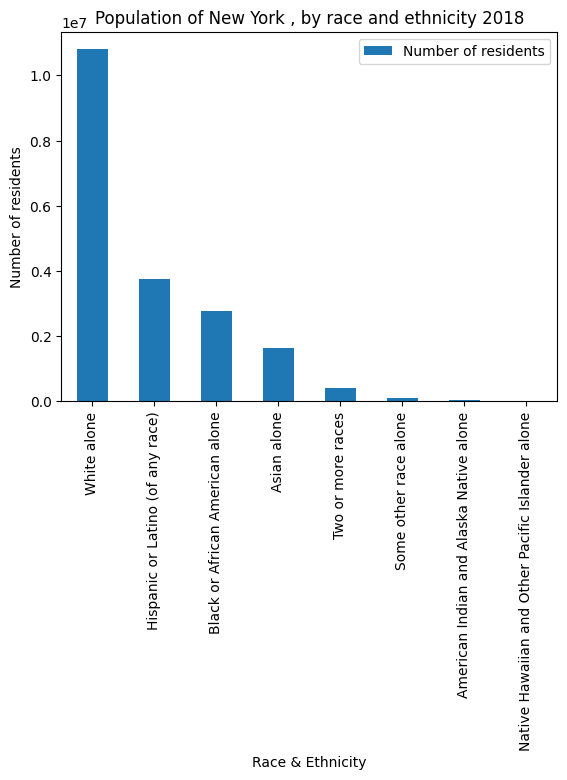 Population of New York , by race and ethnicity 2018
1e7
Number of residents
Number of residents
1.0
0.8
0.6
0.4
0.2
0.0
White alone
Hispanic or Latino (of any race)
Black or African American alone
Asian alone
Two or more races
Some other race alone
American Indian and Alaska Native alone
Native Hawaiian and Other Pacific Islander alone
Race & Ethnicity